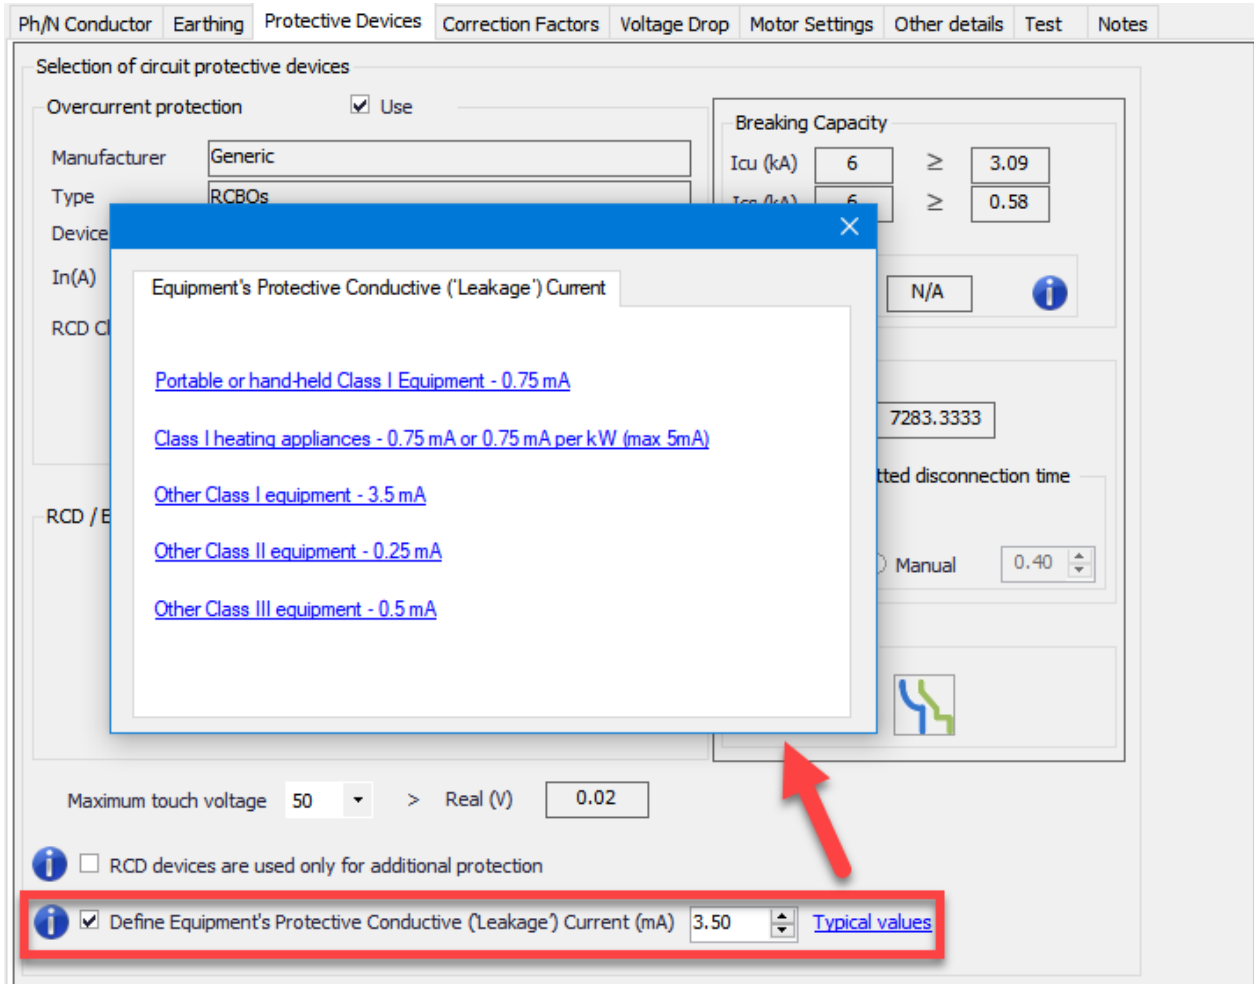 Ph/N Conductor Earthing Protective Devices Correction Factors Voltage Drop Motor Settings Other details Test Notes
Selection of circuit protective devices
Overcurrent protection Use
Breaking Capacity
Manufacturer Generic
Icu (kA) 6 ≥ 3.09
Type RCBOs
Ics (kA) 6 ≥ 0.58
Device
In(A)
Equipment's Protective Conductive ('Leakage') Current
N/A
RCD Cl
Portable or hand-held Class I Equipment - 0.75 mA
7283.3333
Class I heating appliances - 0.75 mA or 0.75 mA per kW (max 5mA)
tted disconnection time
Other Class I equipment - 3.5 mA
RCD / E
Other Class II equipment - 0.25 mA
Manual 0.40
Other Class III equipment - 0.5 mA
Maximum touch voltage 50 > Real (V) 0.02
RCD devices are used only for additional protection
Define Equipment's Protective Conductive ('Leakage') Current (mA) 3.50 Typical values